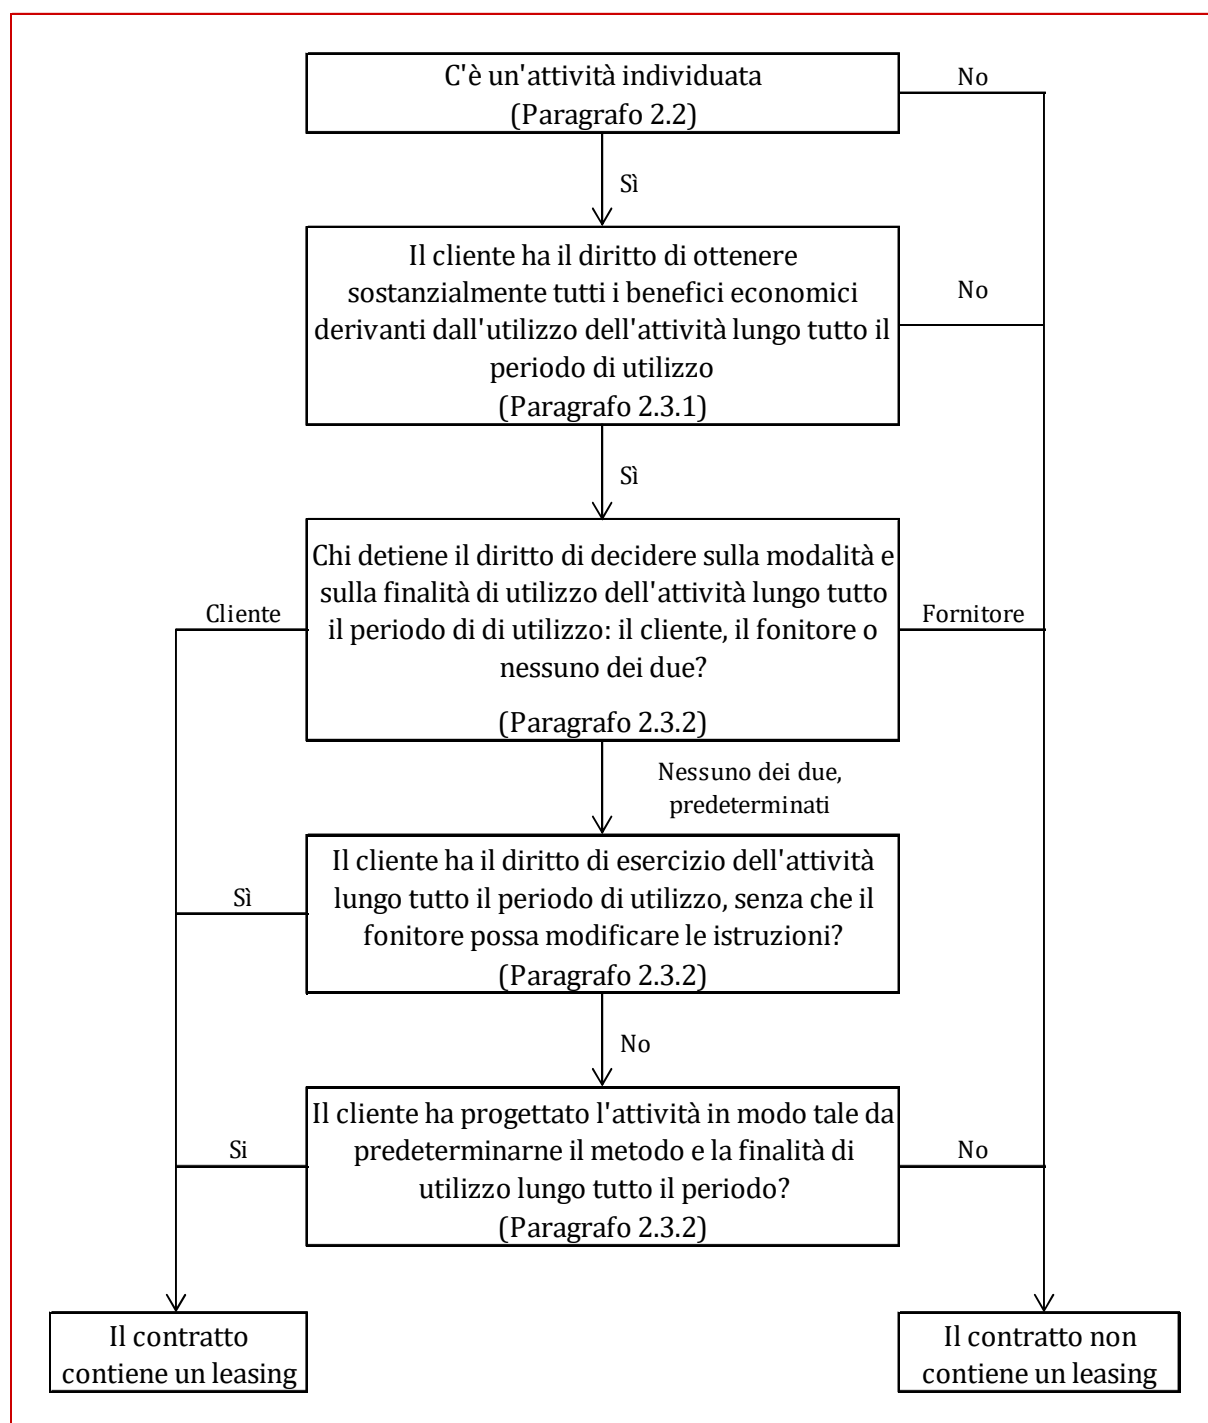 C'è un'attività individuata
(Paragrafo 2.2)
No
Sì
Il cliente ha il diritto di ottenere
sostanzialmente tutti i benefici economici
derivanti dall'utilizzo dell'attività lungo tutto il
periodo di utilizzo
(Paragrafo 2.3.1)
No
Sì
Chi detiene il diritto di decidere sulla modalità e
sulla finalità di utilizzo dell'attività lungo tutto
il periodo di di utilizzo: il cliente, il fonitore o
nessuno dei due?
(Paragrafo 2.3.2)
Cliente
Fornitore
Nessuno dei due,
predeterminati
Il cliente ha il diritto di esercizio dell'attività
lungo tutto il periodo di utilizzo, senza che il
fonitore possa modificare le istruzioni?
(Paragrafo 2.3.2)
Sì
No
Il cliente ha progettato l'attività in modo tale da
predeterminarne il metodo e la finalità di
utilizzo lungo tutto il periodo?
(Paragrafo 2.3.2)
Si
No
Il contratto
contiene un leasing
Il contratto non
contiene un leasing